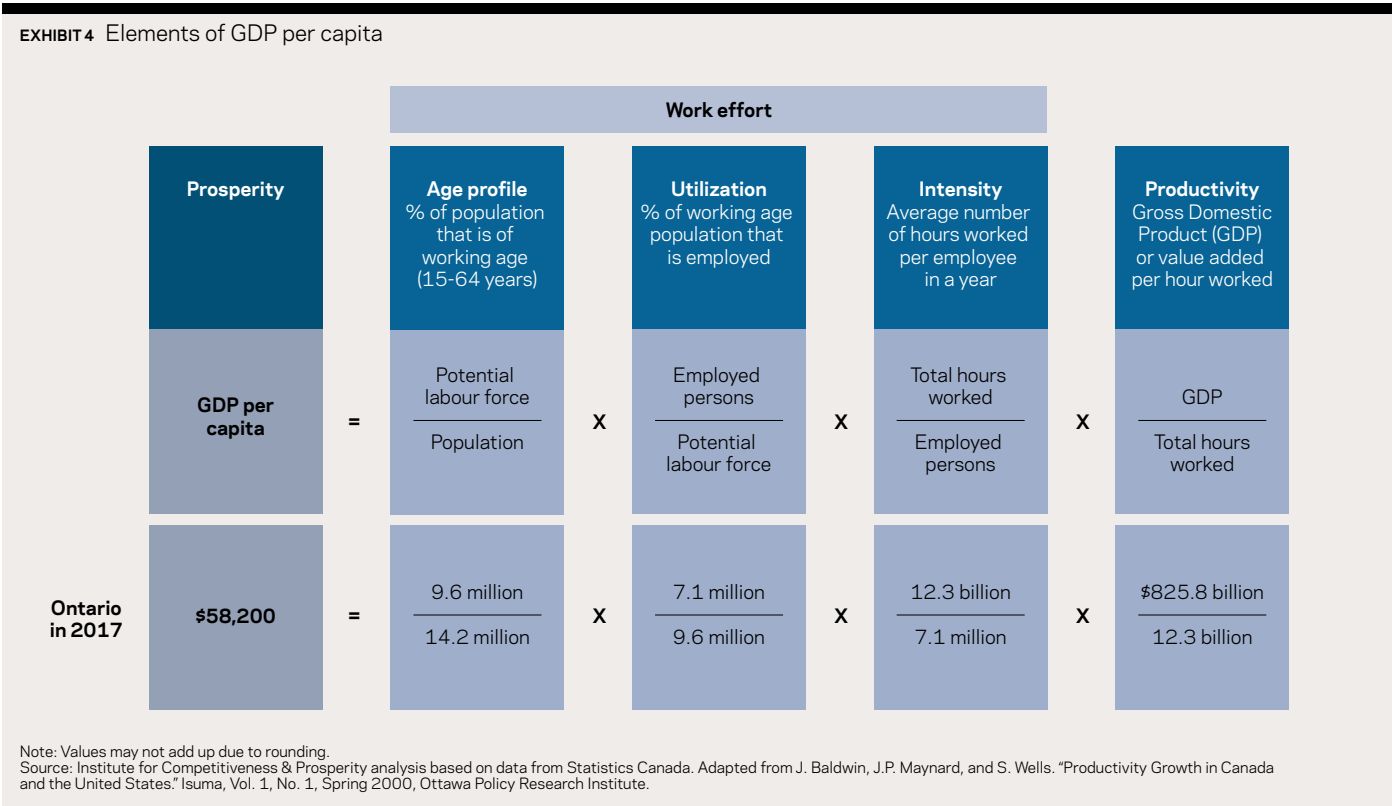 EXHIBIT 4 Elements of GDP per capita
Work effort
Prosperity
Age profile
% of population
that is of
working age
(15-64 years)
Utilization
% of working age
population that
is employed
Intensity
Average number
of hours worked
per employee
in a year
Productivity
Gross Domestic
Product (GDP)
or value added
per hour worked
GDP per
capita
=
Potential
labour force
Population
X
Employed
persons
Potential
labour force
X
Total hours
worked
Employed
persons
X
GDP
Total hours
worked
Ontario
in 2017
$58,200
=
9.6 million
14.2 million
X
7.1 million
9.6 million
X
12.3 billion
7.1 million
X
$825.8 billion
12.3 billion
Note: Values may not add up due to rounding.
Source: Institute for Competitiveness & Prosperity analysis based on data from Statistics Canada. Adapted from J. Baldwin, J.P. Maynard, and S. Wells. “Productivity Growth in Canada
and the United States.” Isuma, Vol. 1, No. 1, Spring 2000, Ottawa Policy Research Institute.